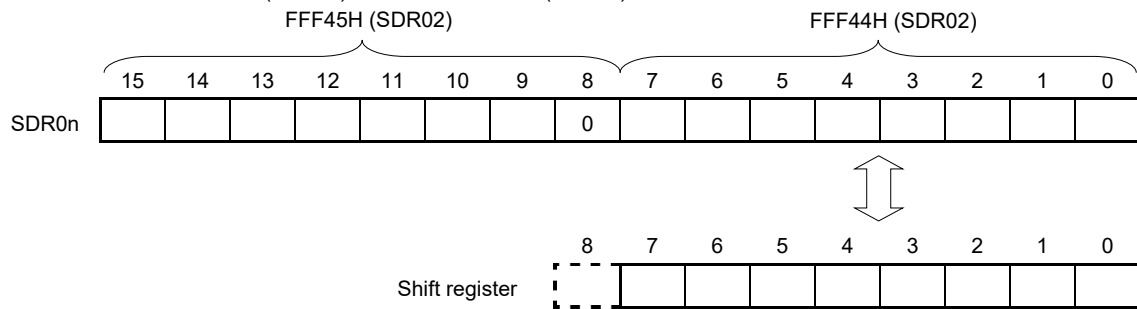 FFF45H (SDR02) FFF44H (SDR02)
15 14 13 12 11 10 9 8 7 6 5 4 3 2 1 0
SDR0n 0
8 7 6 5 4 3 2 1 0
Shift register